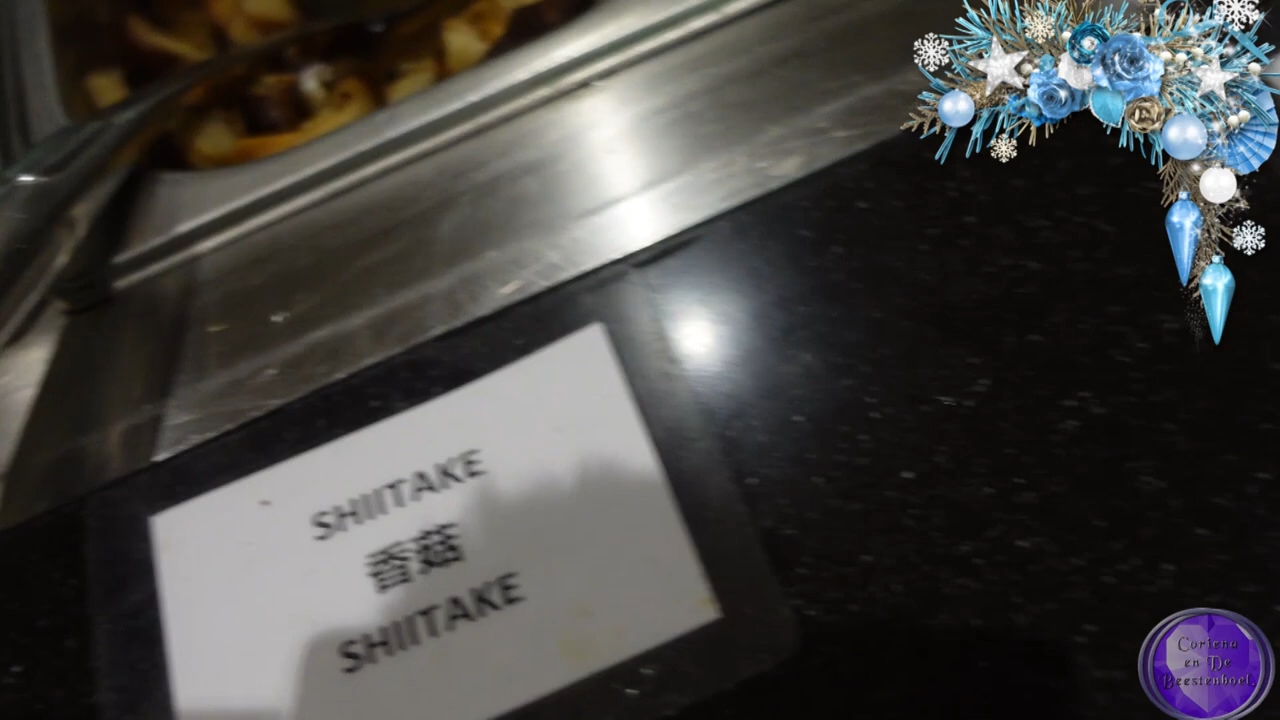 SHIITAKE
香菇
SHIITAKE
Coriena
en De
Beestenboel